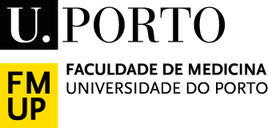 U. PORTO
FM
UP
FACULDADE DE MEDICINA
UNIVERSIDADE DO PORTO